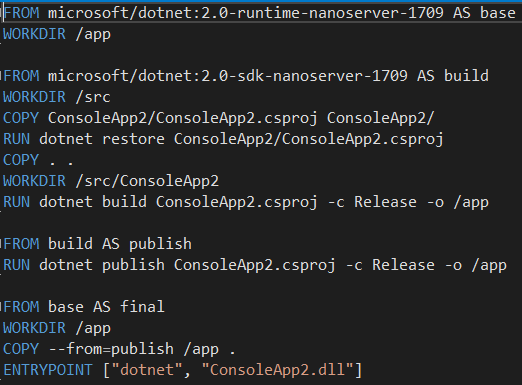 FROM microsoft/dotnet:2.0-runtime-nanoserver-1709 AS base
WORKDIR /app
FROM microsoft/dotnet:2.0-sdk-nanoserver-1709 AS build
WORKDIR /src
COPY ConsoleApp2/ConsoleApp2.csproj ConsoleApp2/
RUN dotnet restore ConsoleApp2/ConsoleApp2.csproj
COPY . .
WORKDIR /src/ConsoleApp2
RUN dotnet build ConsoleApp2.csproj -c Release -o /app
FROM build AS publish
RUN dotnet publish ConsoleApp2.csproj -c Release -o /app
FROM base AS final
WORKDIR /app
COPY --from=publish /app .
ENTRYPOINT ["dotnet", "ConsoleApp2.dll"]